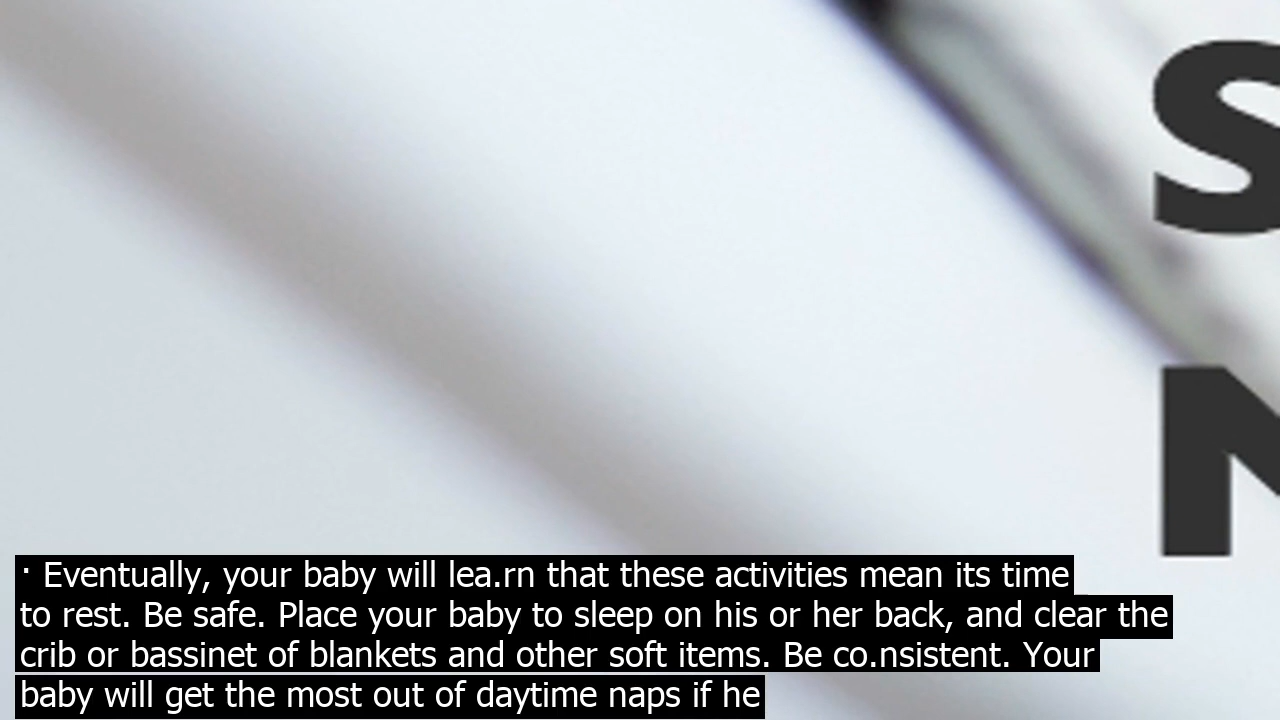 S
N
· Eventually, your baby will lea.rn that these activities mean its time
to rest. Be safe. Place your baby to sleep on his or her back, and clear the
crib or bassinet of blankets and other soft items. Be co.nsistent. Your
baby will get the most out of daytime naps if he